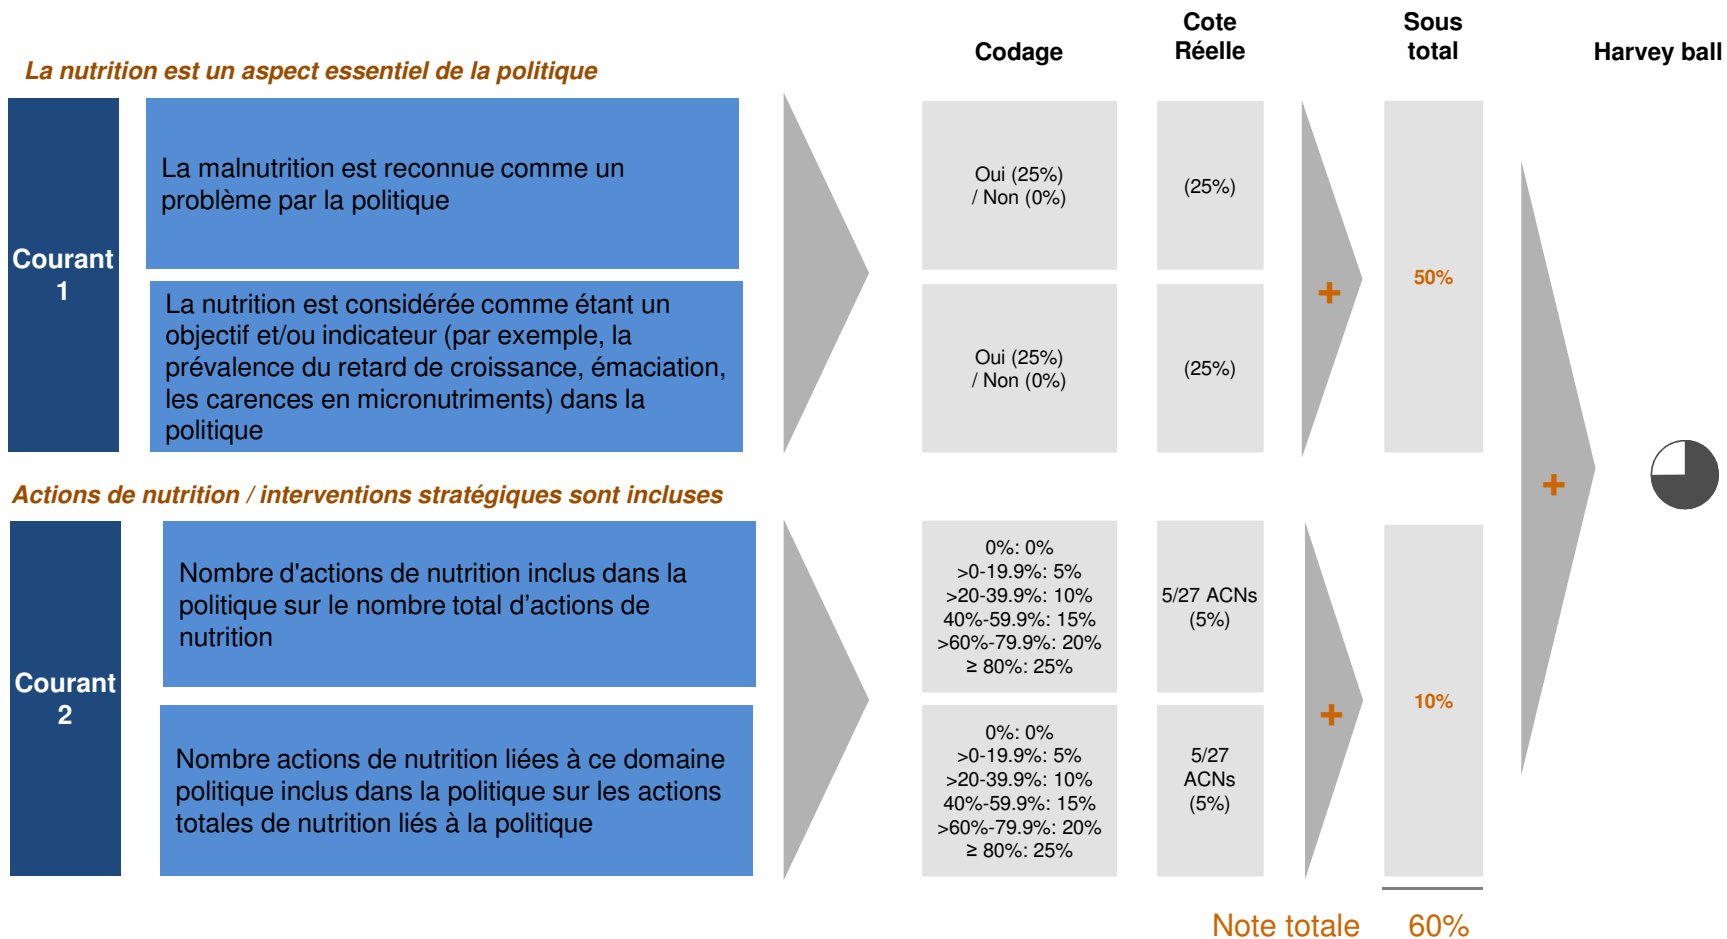 Codage
Cote
Réelle
Sous
total
Harvey ball
La nutrition est un aspect essentiel de la politique
Courant
1
La malnutrition est reconnue comme un
problème par la politique
Oui (25%)
/ Non (0%)
(25%)
La nutrition est considérée comme étant un
objectif et/ou indicateur (par exemple, la
prévalence du retard de croissance, émaciation,
les carences en micronutriments) dans la
politique
Oui (25%)
/ Non (0%)
(25%)
+
50%
+
Actions de nutrition / interventions stratégiques sont incluses
Courant
2
Nombre d'actions de nutrition inclus dans la
politique sur le nombre total d’actions de
nutrition
0%: 0%
>0-19.9%: 5%
>20-39.9%: 10%
40%-59.9%: 15%
>60%-79.9%: 20%
≥ 80%: 25%
5/27 ACNs
(5%)
Nombre actions de nutrition liées à ce domaine
politique inclus dans la politique sur les actions
totales de nutrition liés à la politique
0%: 0%
>0-19.9%: 5%
>20-39.9%: 10%
40%-59.9%: 15%
>60%-79.9%: 20%
≥ 80%: 25%
5/27
ACNs
(5%)
+
10%
Note totale 60%